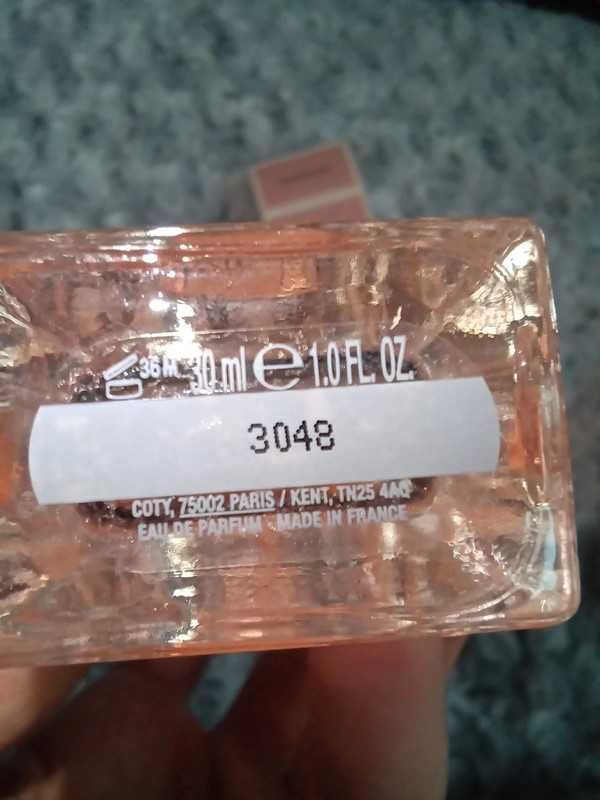 36M 30 ml e 1.0 FL. OZ.
3048
COTY, 75002 PARIS / KENT, TN25 4AQ
EAU DE PARFUM MADE IN FRANCE